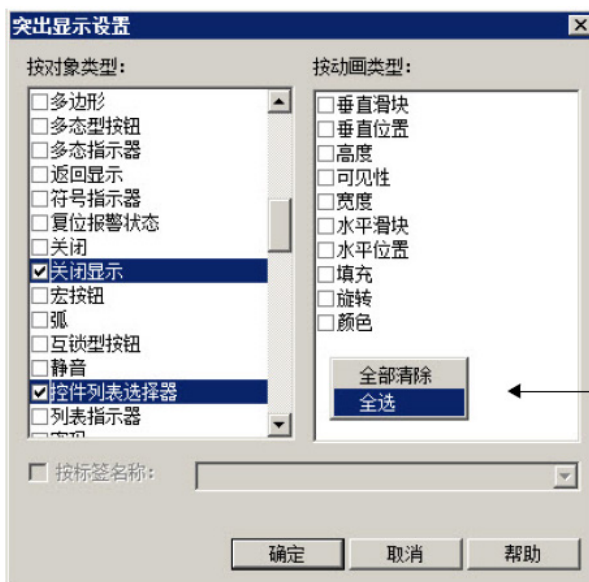 突出显示设置
按对象类型:
多边形
多态型按钮
多态指示器
返回显示
符号指示器
复位报警状态
关闭
关闭显示
宏按钮
弧
互锁型按钮
静音
控件列表选择器
列表指示器
按动画类型:
垂直滑块
垂直位置
高度
可见性
宽度
水平滑块
水平位置
填充
旋转
颜色
全部清除
全选
按标签名称:
确定
取消
帮助